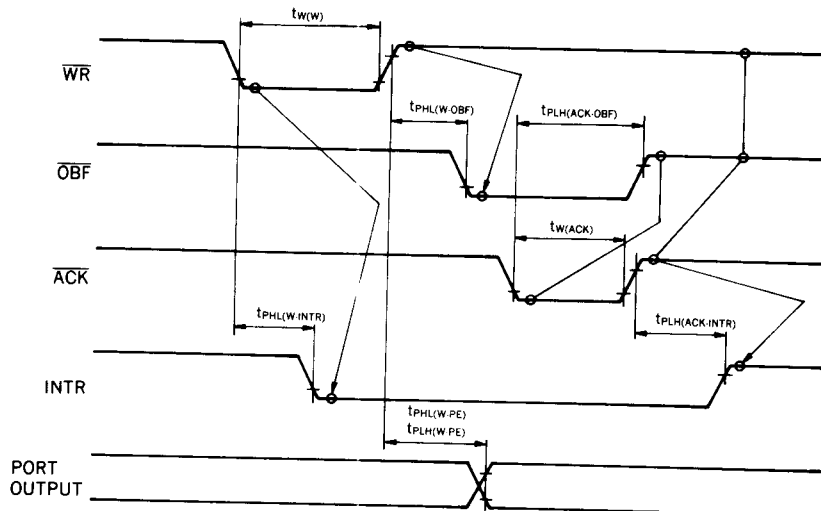 tW(W)
WR
tPHL(W-OBF)
tPLH(ACK-OBF)
OBF
tW(ACK)
ACK
tPHL(W-INTR)
tPLH(ACK-INTR)
INTR
tPHL(W-PE)
tPLH(W-PE)
PORT
OUTPUT